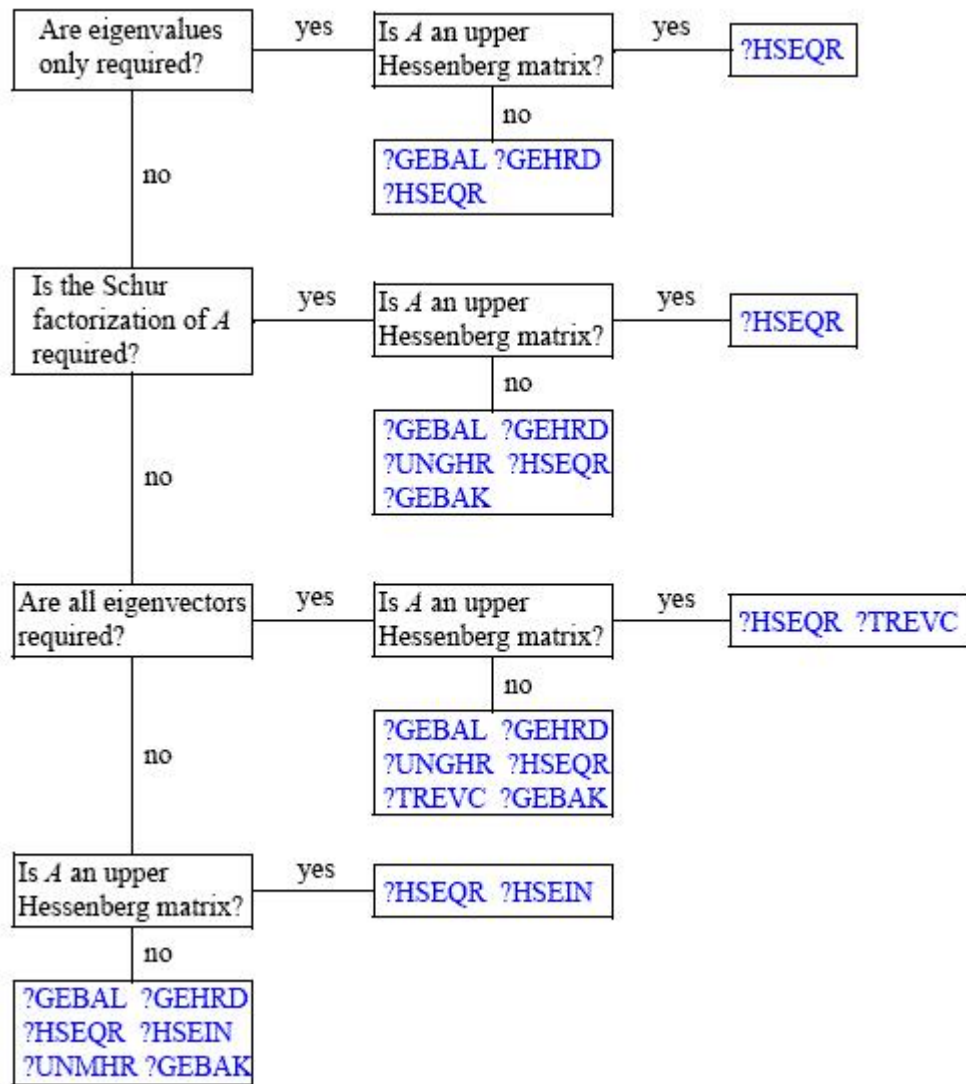 Are eigenvalues
only required?
yes
Is A an upper
Hessenberg matrix?
yes
?HSEQR
no
?GEBAL ?GEHRD
?HSEQR
no
Is the Schur
factorization of A
required?
yes
Is A an upper
Hessenberg matrix?
yes
?HSEQR
no
?GEBAL ?GEHRD
?UNGHR ?HSEQR
?GEBAK
no
Are all eigenvectors
required?
yes
Is A an upper
Hessenberg matrix?
yes
?HSEQR ?TREVC
no
?GEBAL ?GEHRD
?UNGHR ?HSEQR
?TREVC ?GEBAK
no
Is A an upper
Hessenberg matrix?
yes
?HSEQR ?HSEIN
no
?GEBAL ?GEHRD
?HSEQR ?HSEIN
?UNMHR ?GEBAK